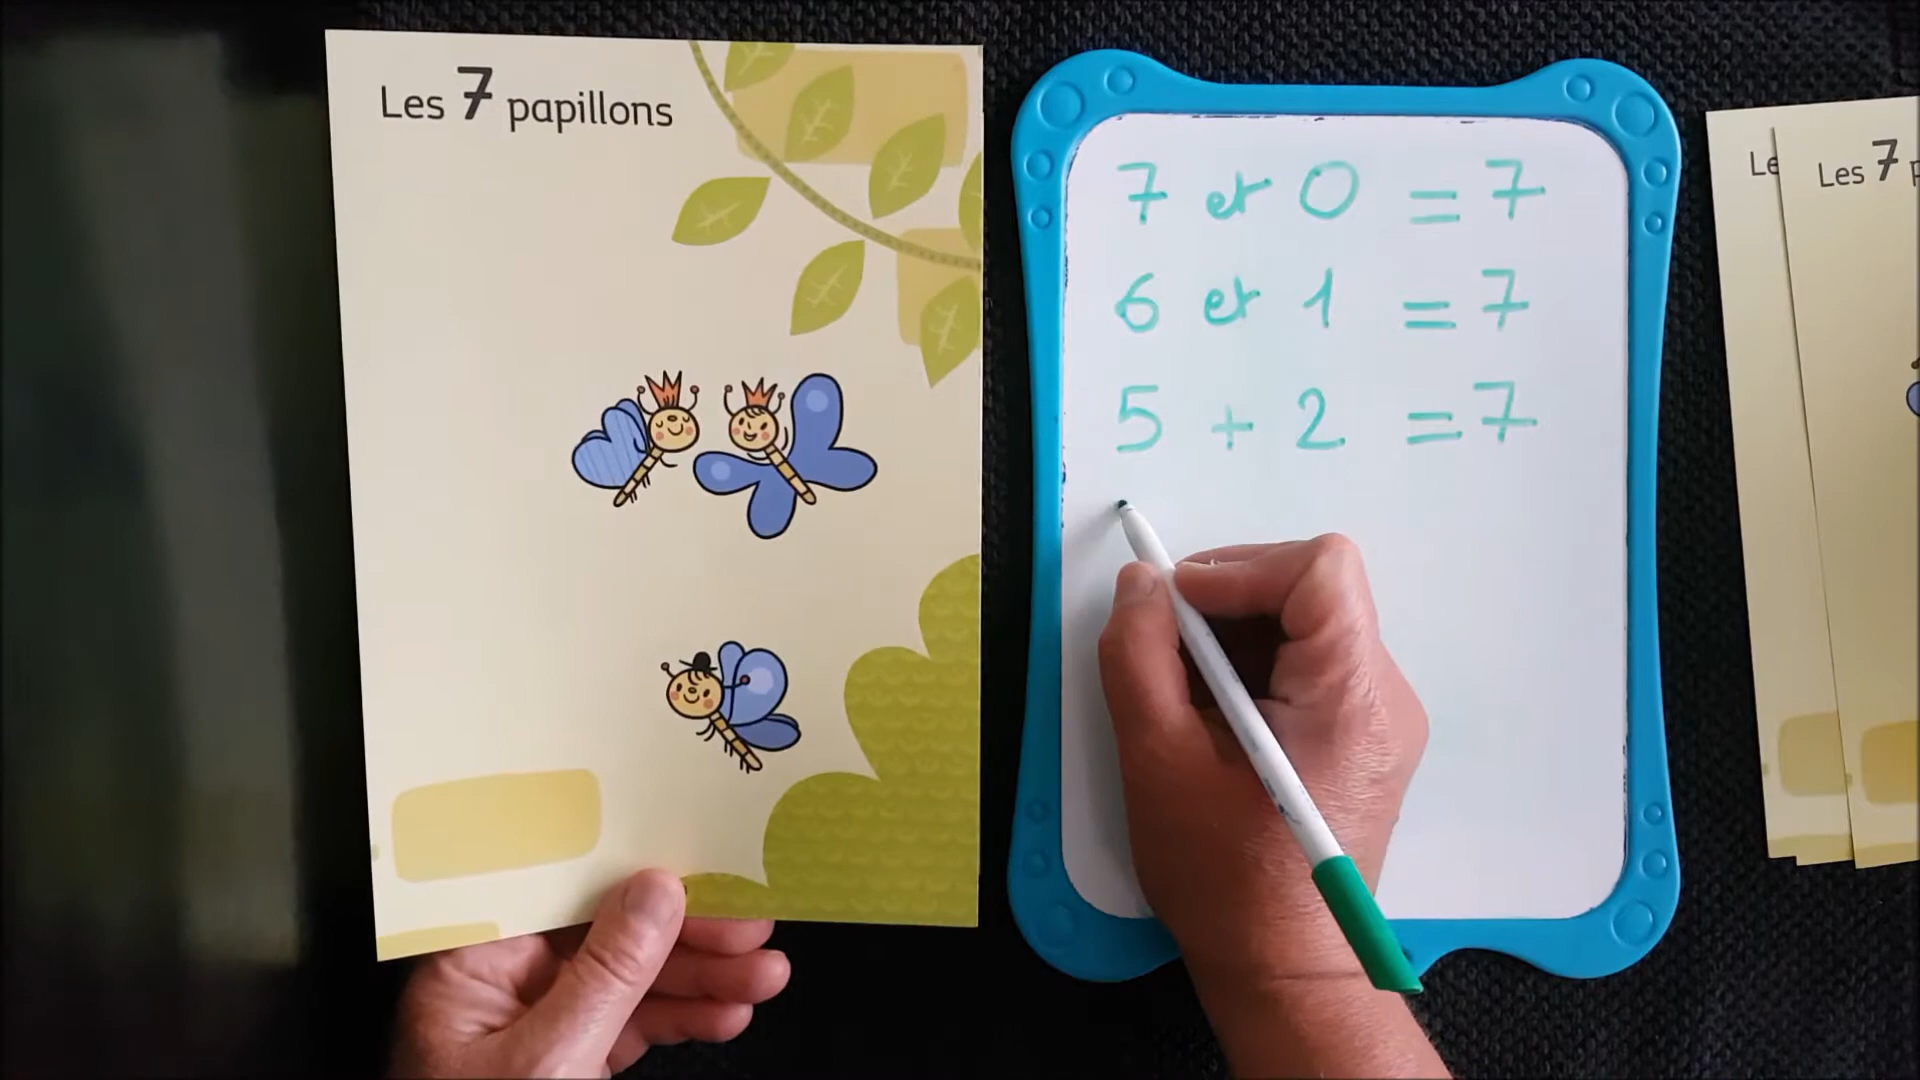 Les 7 papillons
7 et 0 = 7
6 et 1 = 7
5 + 2 = 7
Les 7